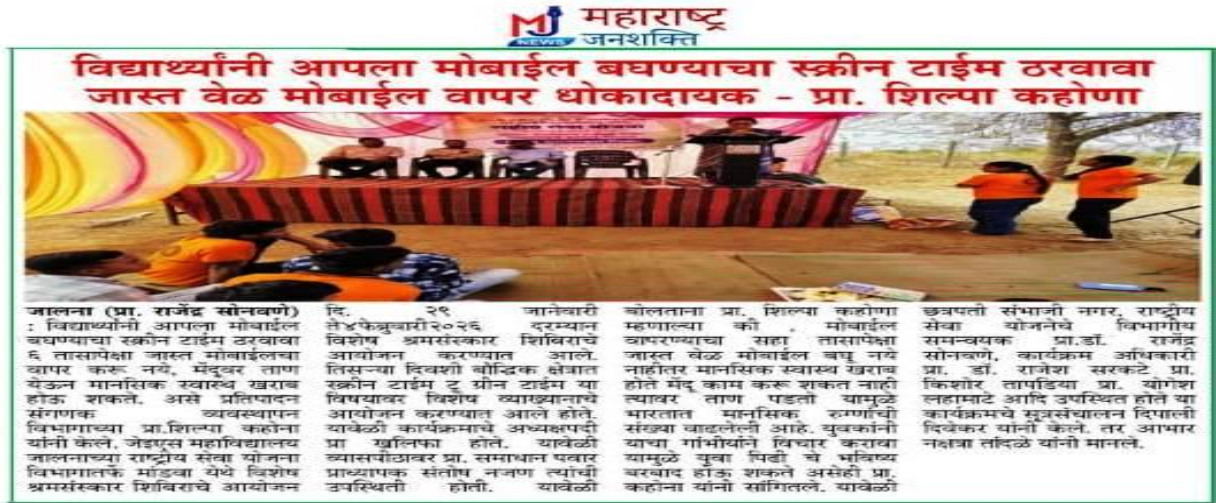 MJ
NEWS
महाराष्ट्र
जनशक्ति
विद्यार्थ्यांनी आपला मोबाईल बघण्याचा स्क्रीन टाईम ठरवावा
जास्त वेळ मोबाईल वापर धोकादायक - प्रा. शिल्पा कहोणा
जालना (प्रा. राजेंद्र सोनवणे)
: विद्यार्थ्यांनी आपला मोबाईल
बघण्याचा स्क्रीन टाईम ठरवावा
६ तासापेक्षा जास्त मोबाईलचा
वापर करू नये, मेंदूवर ताण
येऊन मानसिक स्वास्थ खराब
होऊ शकते. असे प्रतिपादन
संगणक व्यवस्थापन
विभागाच्या प्रा.शिल्पा कहोणा
यांनी केले. जेइएस महाविद्यालय
जालनाच्या राष्ट्रीय सेवा योजना
विभागातर्फे मांडवा येथे विशेष
श्रमसंस्कार शिबिराचे आयोजन
दि. २९ जानेवारी
ते४फेब्रुवारी२०२६ दरम्यान
विशेष श्रमसंस्कार शिबिराचे
आयोजन करण्यात आले.
तिसऱ्या दिवशी बौद्धिक क्षेत्रात
स्क्रीन टाईम टू ग्रीन टाईम या
विषयावर विशेष व्याख्यानाचे
आयोजन करण्यात आले होते.
यावेळी कार्यक्रमाचे अध्यक्षपदी
प्रा खलिफा होते. यावेळी
व्यासपीठावर प्रा. समाधान पवार
प्राध्यापक संतोष नजण त्यांची
उपस्थिती होती. यावेळी
बोलताना प्रा. शिल्पा कहोणा
म्हणाल्या की , मोबाईल
वापरण्याचा सहा तासापेक्षा
जास्त वेळ मोबाईल बघू नये
नाहीतर मानसिक स्वास्थ खराब
होते मेंदू काम करू शकत नाही
त्यावर ताण पडतो यामुळे
भारतात मानसिक रुग्णांची
संख्या वाढलेली आहे. युवकांनी
याचा गांभीर्याने विचार करावा
यामुळे युवा पिढी चे भविष्य
बरबाद होऊ शकते असेही प्रा.
कहोना यांनी सांगितले. यावेळी
छत्रपती संभाजी नगर, राष्ट्रीय
सेवा योजनेचे विभागीय
समन्वयक प्रा.डॉ. राजेंद्र
सोनवणे, कार्यक्रम अधिकारी
प्रा. डॉ. राजेश सरकटे प्रा.
किशोर तापडिया प्रा. योगेश
लहामाटे आदि उपस्थित होते या
कार्यक्रमचे सुत्रसंचालन दिपाली
दिवेकर यांनी केले. तर आभार
नक्षत्रा तांदळे यांनी मानले.